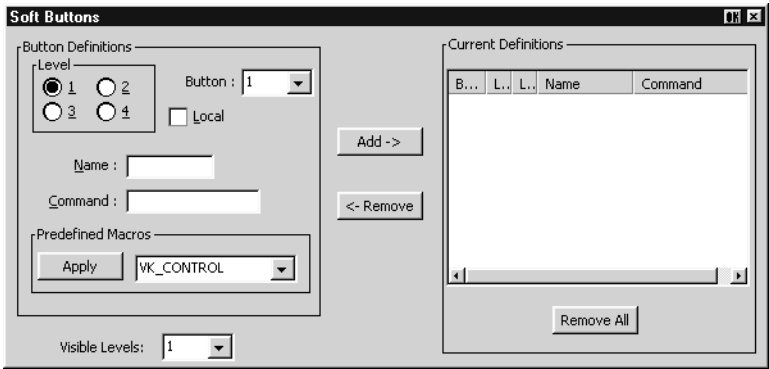 Soft Buttons
OK
Button Definitions
Level
1 2
3 4
Button : 1
Local
Name :
Command :
Predefined Macros
Apply VK_CONTROL
Visible Levels: 1
Add ->
<- Remove
Current Definitions
B... L.. L.. Name Command
Remove All